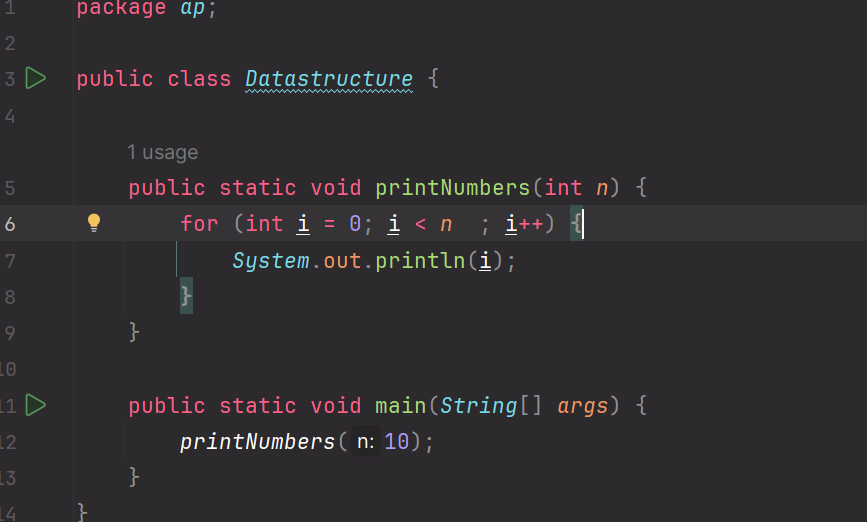 1 package ap;
2
3 public class Datastructure {
4
1 usage
5 public static void printNumbers(int n) {
6 for (int i = 0; i < n  ; i++) {
7 System.out.println(i);
8 }
9 }
10
11 public static void main(String[] args) {
12 printNumbers( n: 10);
13 }
14 }